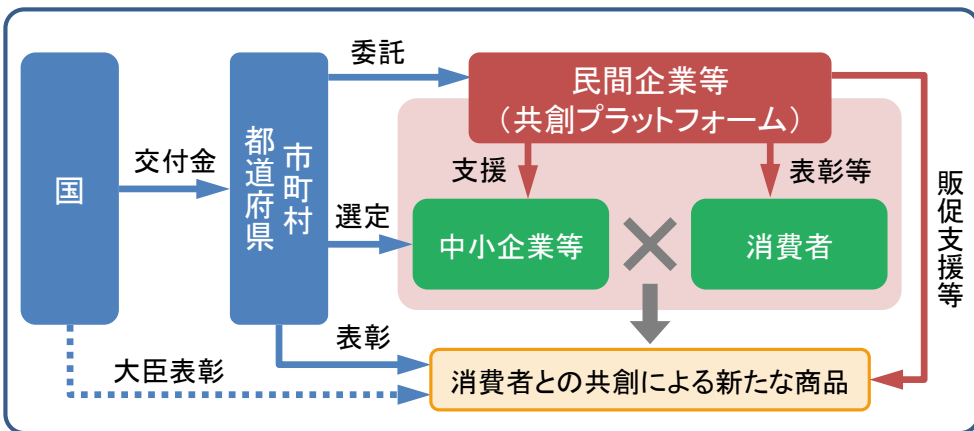 国
交付金
都道府県
市町村
委託
民間企業等
（共創プラットフォーム）
支援
表彰等
選定
中小企業等
消費者
販促支援等
表彰
大臣表彰
消費者との共創による新たな商品